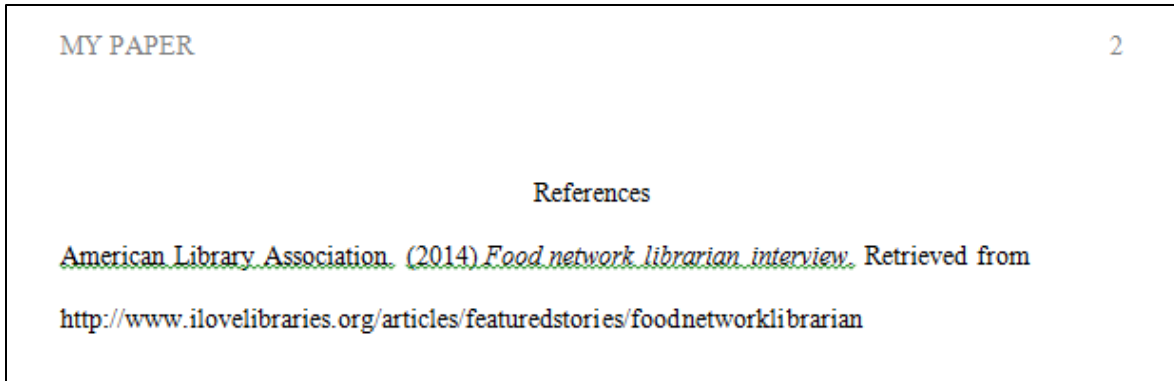 MY PAPER 2
References
American Library Association. (2014) Food network librarian interview. Retrieved from
http://www.ilovelibraries.org/articles/featuredstories/foodnetworklibrarian